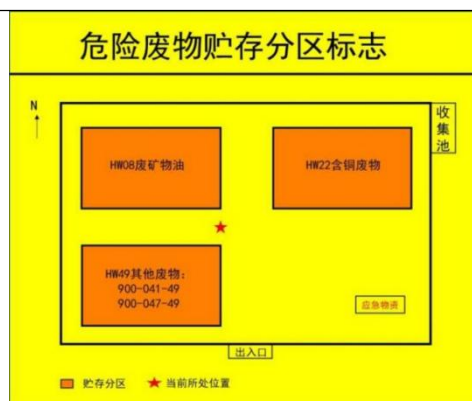 危险废物贮存分区标志
N
收集池
HW08废矿物油
HW22含铜废物
HW49其他废物:
900-041-49
900-047-49
应急物资
出入口
贮存分区
当前所处位置